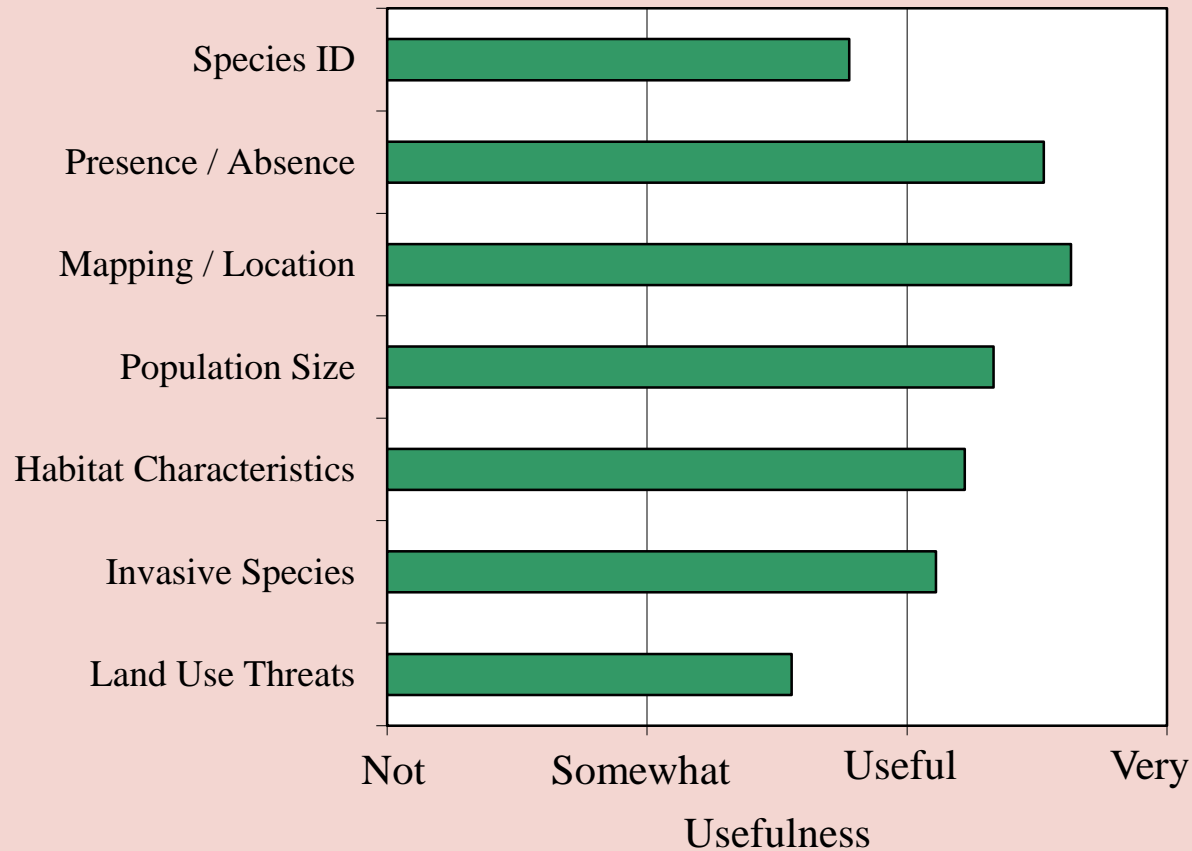 Species ID
Presence / Absence
Mapping / Location
Population Size
Habitat Characteristics
Invasive Species
Land Use Threats
Not Somewhat Useful Very
Usefulness